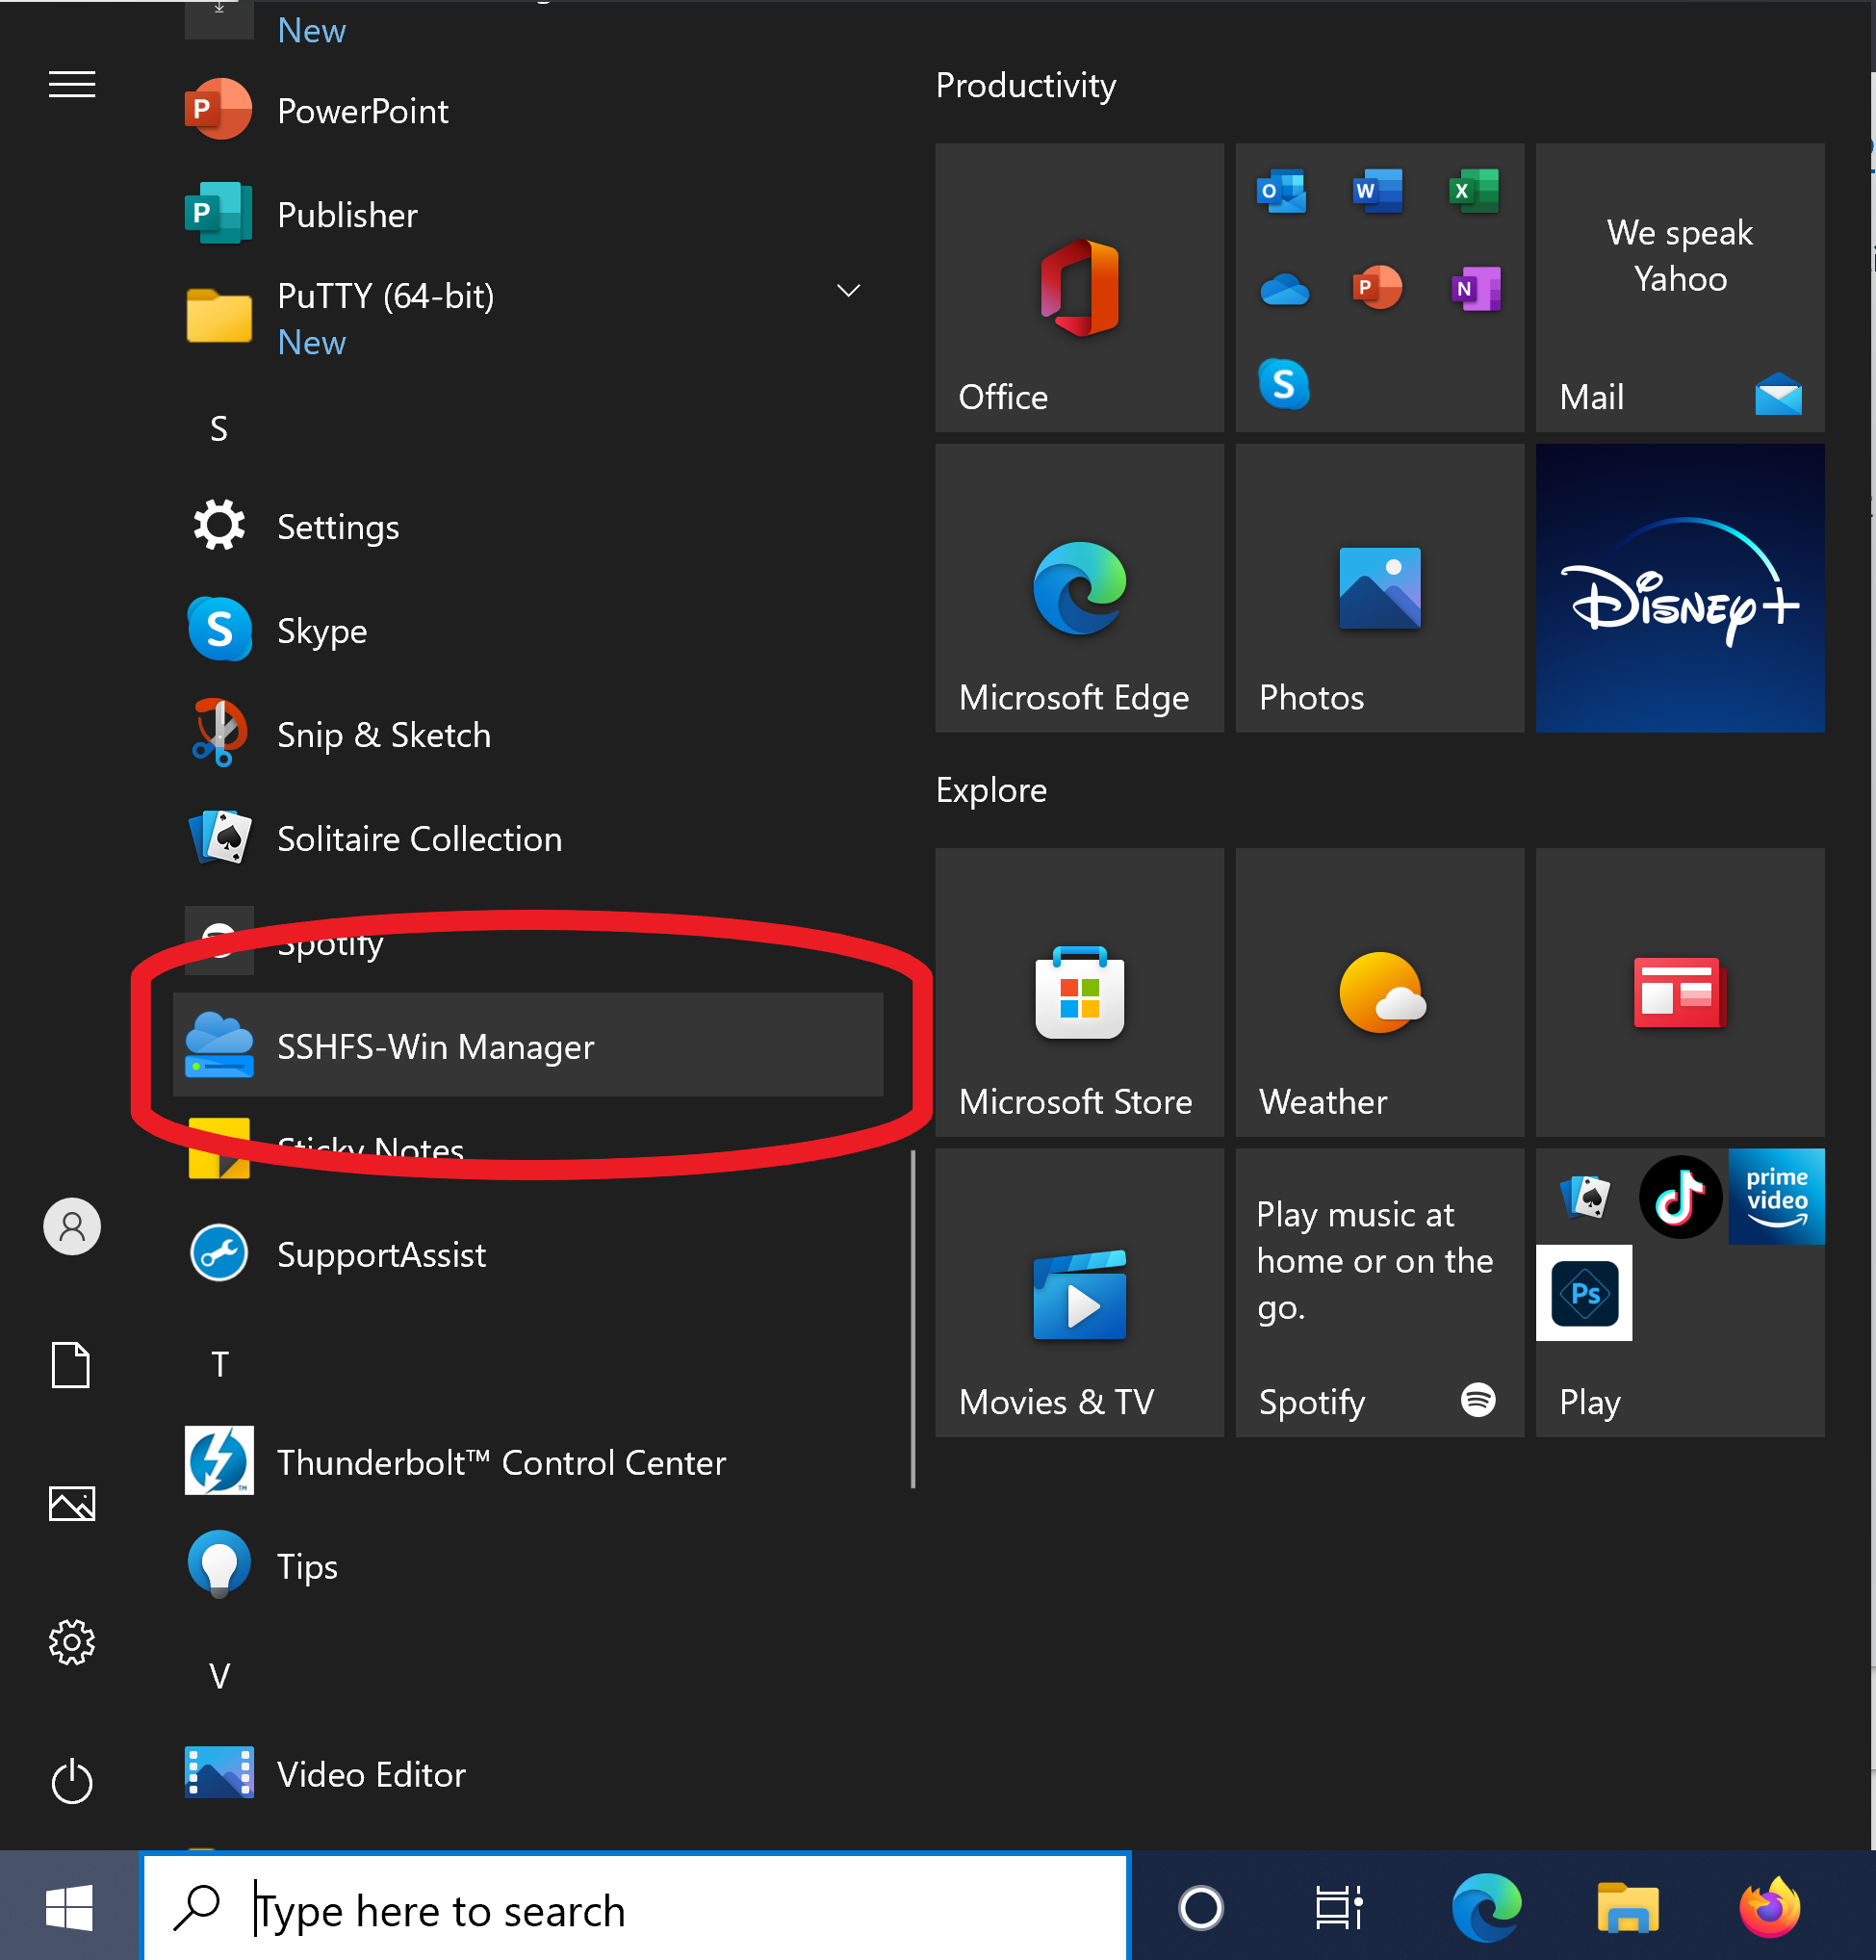 New
PowerPoint
Publisher
PuTTY (64-bit)
New
S
Settings
Skype
Snip & Sketch
Solitaire Collection
Spotify
SSHFS-Win Manager
Sticky Notes
SupportAssist
T
Thunderbolt™ Control Center
Tips
V
Video Editor
Productivity
Office
We speak
Yahoo
Mail
Microsoft Edge
Photos
Disney+
Explore
Microsoft Store
Weather
Movies & TV
Play music at
home or on the
go.
Spotify
prime
video
Ps
Play
Type here to search